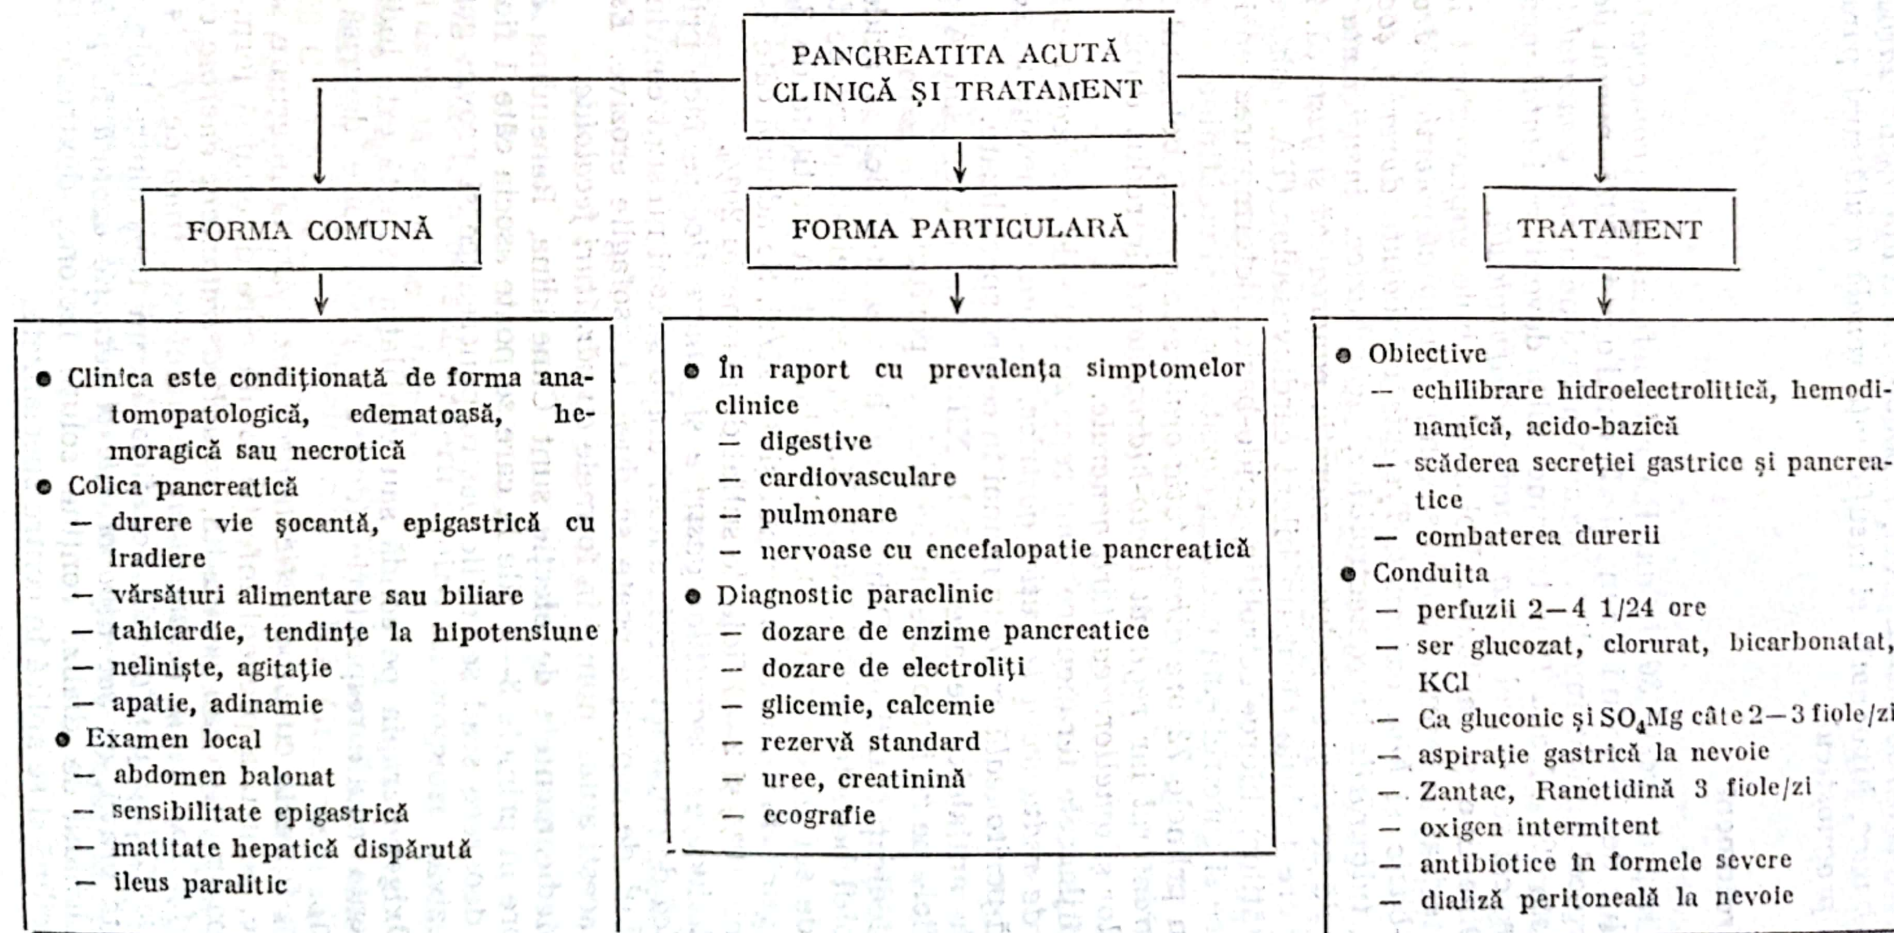 PANCREATITA ACUTĂ
CLINICĂ ȘI TRATAMENT
FORMA COMUNĂ
● Clinica este condiționată de forma ana-
tomopatologică, edematoasă, he-
moragică sau necrotică
● Colica pancreatică
— durere vie șocantă, epigastrică cu
iradiere
— vărsături alimentare sau biliare
— tahicardie, tendințe la hipotensiune
— neliniște, agitație
— apatie, adinamie
● Examen local
— abdomen balonat
— sensibilitate epigastrică
— matitate hepatică dispărută
— ileus paralitic
FORMA PARTICULARĂ
● În raport cu prevalența simptomelor
clinice
— digestive
— cardiovasculare
— pulmonare
— nervoase cu encefalopatie pancreatică
● Diagnostic paraclinic
— dozare de enzime pancreatice
— dozare de electroliți
— glicemie, calcemie
— rezervă standard
— uree, creatinină
— ecografie
TRATAMENT
● Obiective
— echilibrare hidroelectrolitică, hemodi-
namică, acido-bazică
— scăderea secreției gastrice și pancrea-
tice
— combaterea durerii
● Conduita
— perfuzii 2—4 1/24 ore
— ser glucozat, clorurat, bicarbonatat,
KCl
— Ca gluconic și SO₄Mg câte 2—3 fiole/zi
— aspirație gastrică la nevoie
— Zantac, Ranetidină 3 fiole/zi
— oxigen intermitent
— antibiotice în formele severe
— dializă peritoneală la nevoie